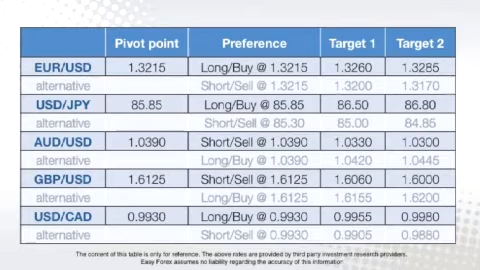 Pivot point Preference Target 1 Target 2
EUR/USD 1.3215 Long/Buy @ 1.3215 1.3260 1.3285
alternative Short/Sell @ 1.3215 1.3200 1.3170
USD/JPY 85.85 Long/Buy @ 85.85 86.50 86.80
alternative Short/Sell @ 85.30 85.00 84.85
AUD/USD 1.0390 Short/Sell @ 1.0390 1.0330 1.0300
alternative Long/Buy @ 1.0390 1.0420 1.0445
GBP/USD 1.6125 Short/Sell @ 1.6125 1.6060 1.6000
alternative Long/Buy @ 1.6125 1.6155 1.6200
USD/CAD 0.9930 Long/Buy @ 0.9930 0.9955 0.9980
alternative Short/Sell @ 0.9930 0.9905 0.9880
The content of this table is only for reference. The above rates are provided by third party investment research providers.
Easy Forex assumes no liability regarding the accuracy of this information